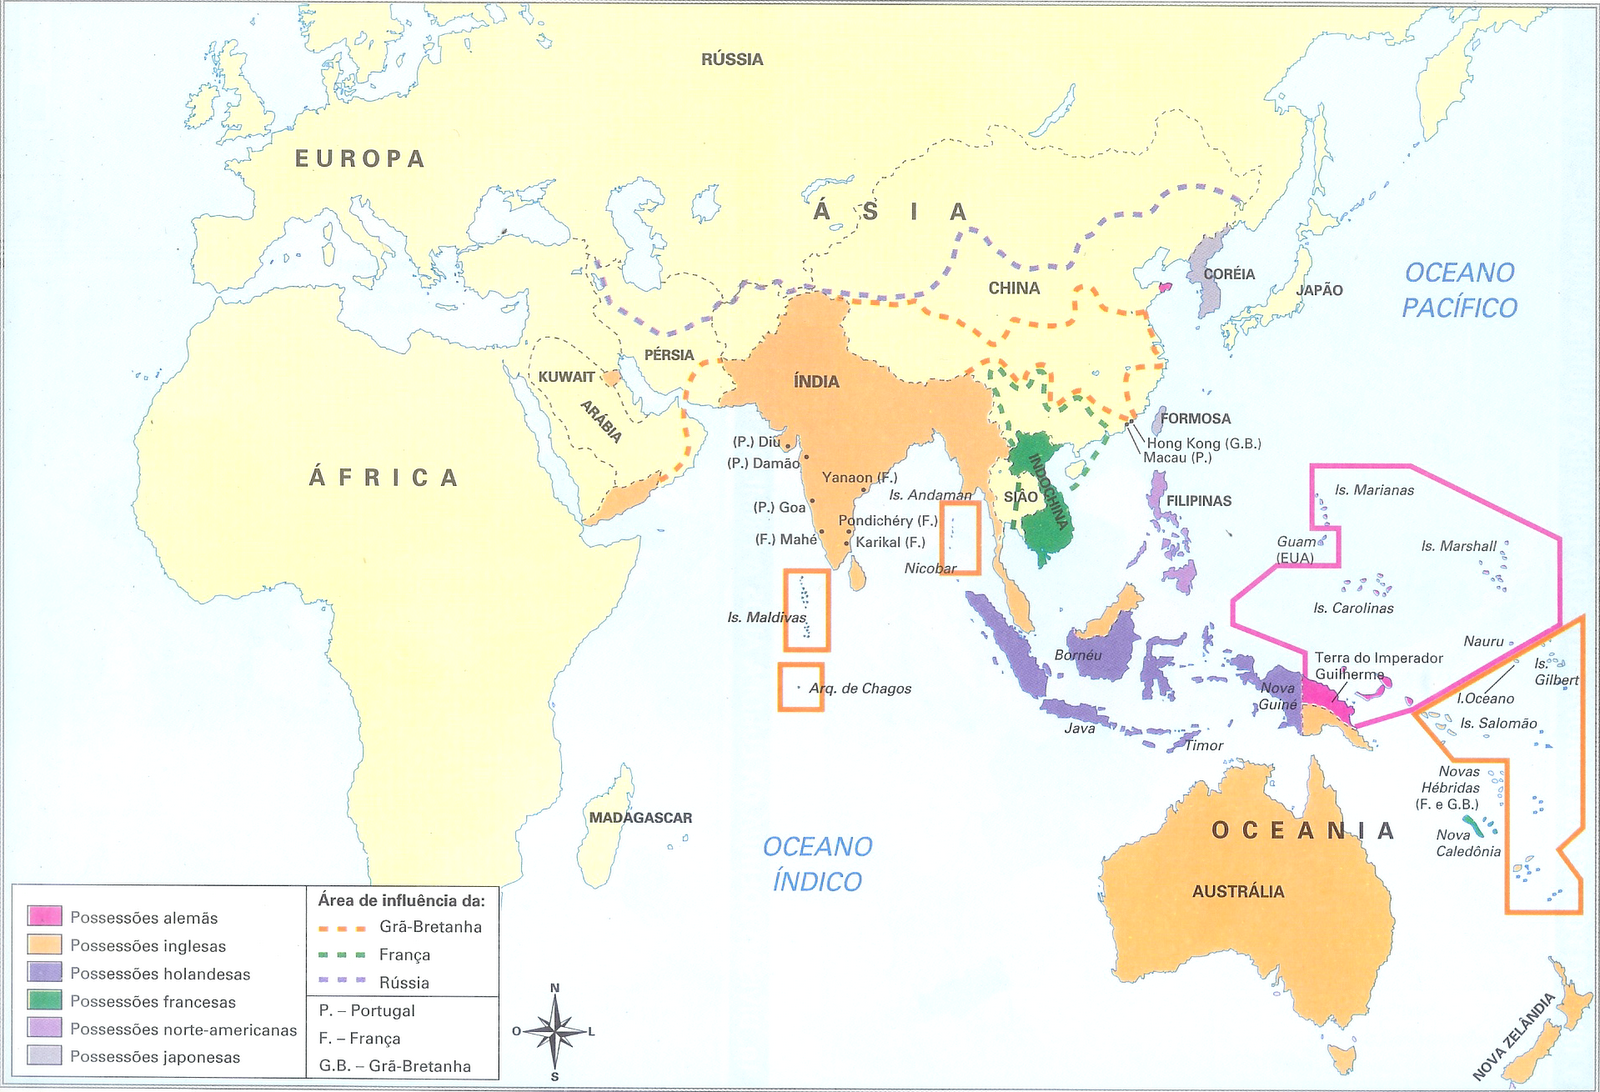 RÚSSIA
EUROPA
ÁSIA
CHINA
CORÉIA
JAPÃO
OCEANO
PACÍFICO
PÉRSIA
KUWAIT
ARÁBIA
ÍNDIA
ÁFRICA
(P.) Diu
(P.) Damão
Yanaon (F.)
(P.) Goa
Pondichéry (F.)
(F.) Mahé
Karikal (F.)
Is. Andaman
Nicobar
Is. Maldivas
Arq. de Chagos
FORMOSA
Hong Kong (G.B.)
Macau (P.)
SIÃO
INDOCHINA
FILIPINAS
Is. Marianas
Guam
(EUA)
Is. Marshall
Is. Carolinas
Nauru
Terra do Imperador
Guilherme
Is.
Gilbert
I.Oceano
Is. Salomão
Bornéu
Nova
Guiné
Java
Timor
Novas
Hébridas
(F. e G.B.)
Nova
Caledônia
OCEANIA
AUSTRÁLIA
NOVA ZELÂNDIA
MADAGASCAR
OCEANO
ÍNDICO
Possessões alemãs
Possessões inglesas
Possessões holandesas
Possessões francesas
Possessões norte-americanas
Possessões japonesas
Área de influência da:
Grã-Bretanha
França
Rússia
P. – Portugal
F. – França
G.B. – Grã-Bretanha
N
O
L
S